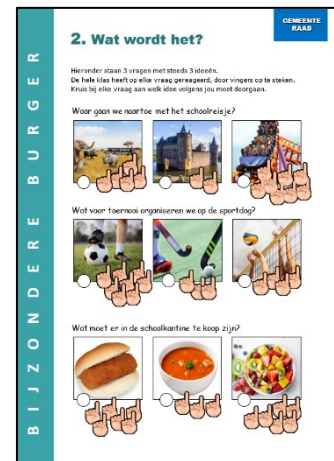 GEMEENTE
RAAD
2. Wat wordt het?
Hieronder staan 3 vragen met steeds 3 ideeën.
De hele klas heeft op elke vraag gereageerd, door vingers op te steken.
Kruis bij elke vraag aan welk idee volgens jou moet doorgaan.
Waar gaan we naartoe met het schoolreisje?
Wat voor toernooi organiseren we op de sportdag?
Wat moet er in de schoolkantine te koop zijn?
BIJZONDERE BURGER